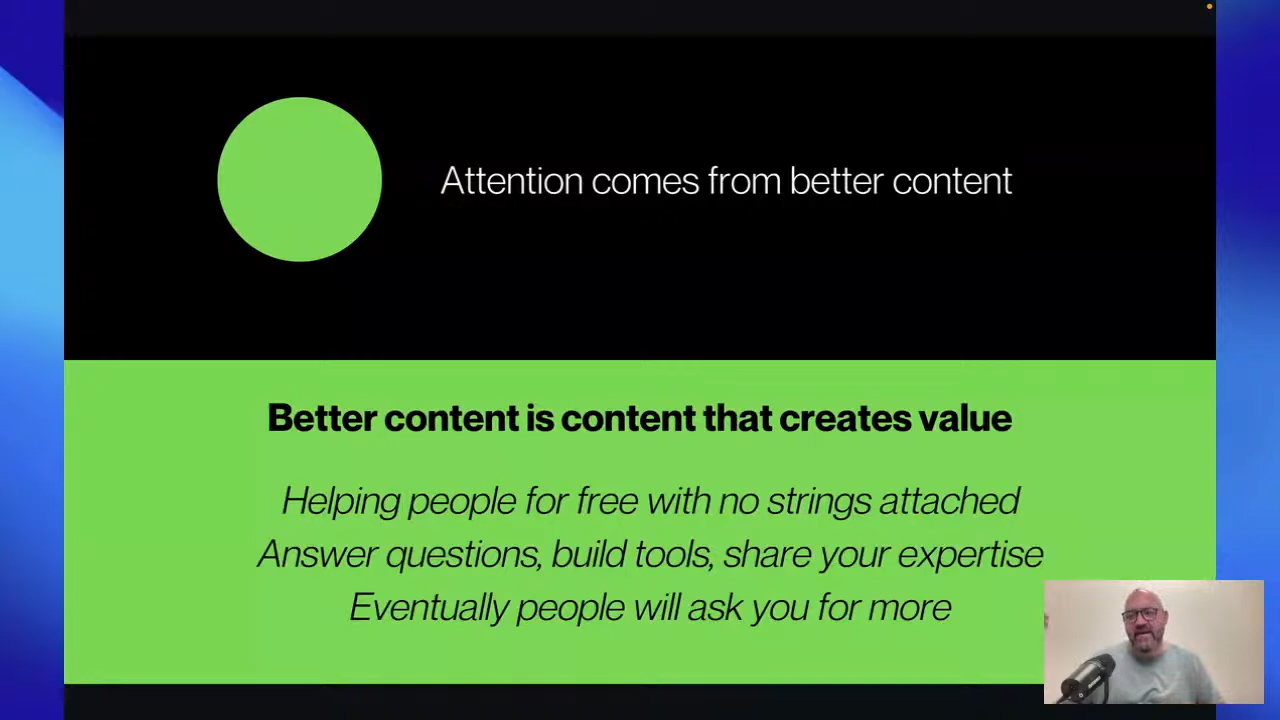 Attention comes from better content
Better content is content that creates value
Helping people for free with no strings attached
Answer questions, build tools, share your expertise
Eventually people will ask you for more